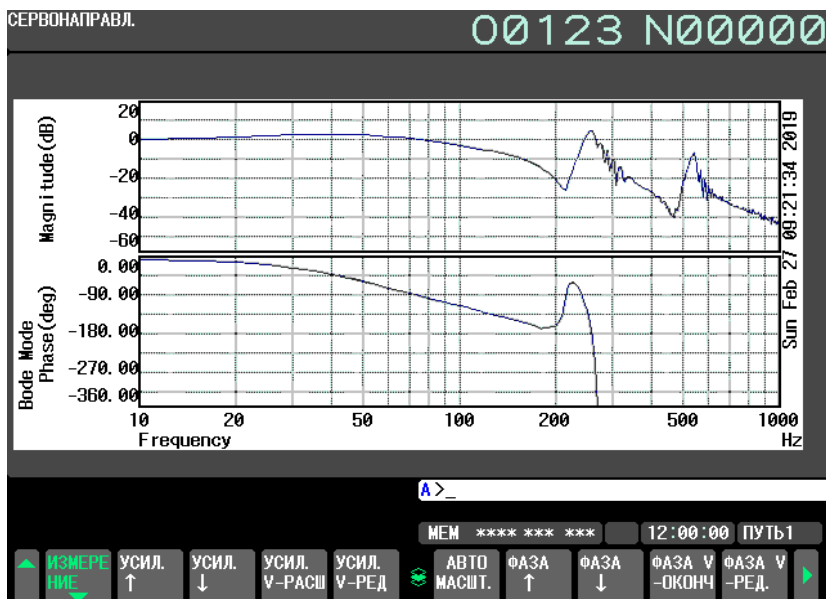 СЕРВОНАПРАВЛ.
O0123 N00000
20
0
-20
-40
-60
Magnitude(dB)
0.00
-90.00
-180.00
-270.00
-360.00
Bode Mode
Phase(deg)
Sun Feb 27 09:21:34 2019
10 20 50 100 200 500 1000
Frequency Hz
A>_
MEM **** *** *** 12:00:00 ПУТЬ1
ИЗМЕРЕ УСИЛ. УСИЛ. УСИЛ. УСИЛ. АВТО ФАЗА ФАЗА ФАЗА V ФАЗА V
НИЕ ↑ ↓ V-РАСШ V-РЕД МАСШТ. ↑ ↓ -ОКОНЧ -РЕД.